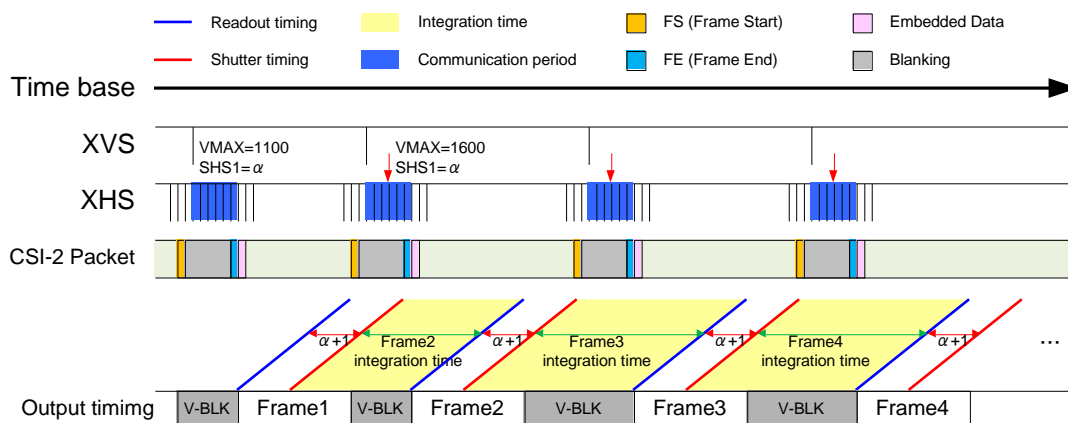 Readout timing
Integration time
FS (Frame Start)
Embedded Data
Shutter timing
Communication period
FE (Frame End)
Blanking
Time base
XVS
VMAX=1100
SHS1=α
VMAX=1600
SHS1=α
XHS
CSI-2 Packet
α+1
Frame2
integration time
α+1
Frame3
integration time
α+1
Frame4
integration time
α+1
...
Output timimg
V-BLK
Frame1
V-BLK
Frame2
V-BLK
Frame3
V-BLK
Frame4